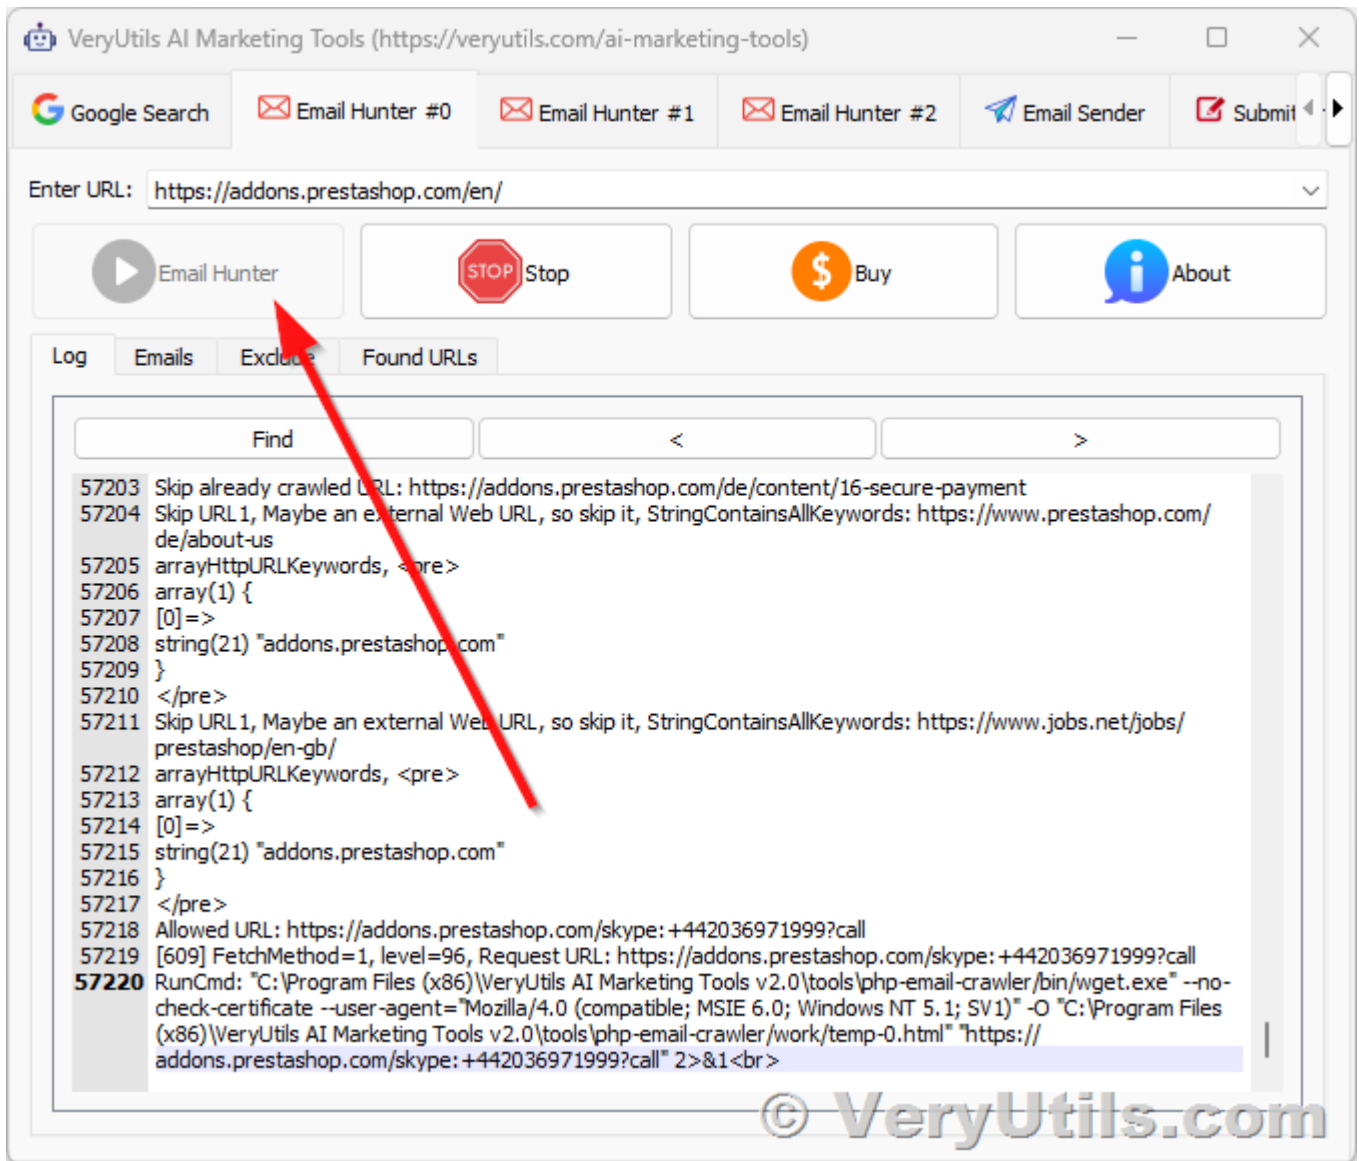 VeryUtils AI Marketing Tools (https://veryutils.com/ai-marketing-tools)
Google Search
Email Hunter #0
Email Hunter #1
Email Hunter #2
Email Sender
Submit
Enter URL: https://addons.prestashop.com/en/
Email Hunter
STOP Stop
$ Buy
i About
Log
Emails
Exclude
Found URLs
Find
<
>
57203 Skip already crawled URL: https://addons.prestashop.com/de/content/16-secure-payment
57204 Skip URL1, Maybe an external Web URL, so skip it, StringContainsAllKeywords: https://www.prestashop.com/
de/about-us
57205 arrayHttpURLKeywords, <pre>
57206 array(1) {
57207 [0]=>
57208 string(21) "addons.prestashop.com"
57209 }
57210 </pre>
57211 Skip URL1, Maybe an external Web URL, so skip it, StringContainsAllKeywords: https://www.jobs.net/jobs/
prestashop/en-gb/
57212 arrayHttpURLKeywords, <pre>
57213 array(1) {
57214 [0]=>
57215 string(21) "addons.prestashop.com"
57216 }
57217 </pre>
57218 Allowed URL: https://addons.prestashop.com/skype:+442036971999?call
57219 [609] FetchMethod=1, level=96, Request URL: https://addons.prestashop.com/skype:+442036971999?call
57220 RunCmd: "C:\Program Files (x86)\VeryUtils AI Marketing Tools v2.0\tools\php-email-crawler/bin/wget.exe" --no-
check-certificate --user-agent="Mozilla/4.0 (compatible; MSIE 6.0; Windows NT 5.1; SV1)" -O "C:\Program Files
(x86)\VeryUtils AI Marketing Tools v2.0\tools\php-email-crawler/work/temp-0.html" "https://
addons.prestashop.com/skype:+442036971999?call" 2>&1<br>
© VeryUtils.com